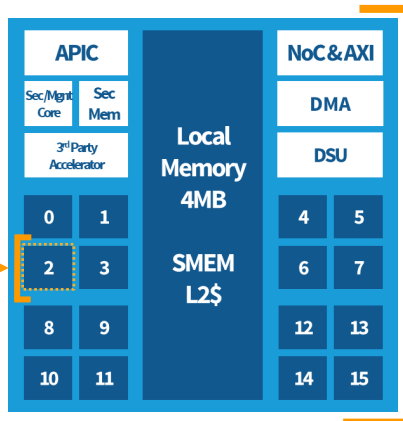 APIC
Sec/Mgnt
Core
Sec
Mem
3rd Party
Accelerator
0 1
2 3
8 9
10 11
Local
Memory
4MB
SMEM
L2$
NoC&AXI
DMA
DSU
4 5
6 7
12 13
14 15